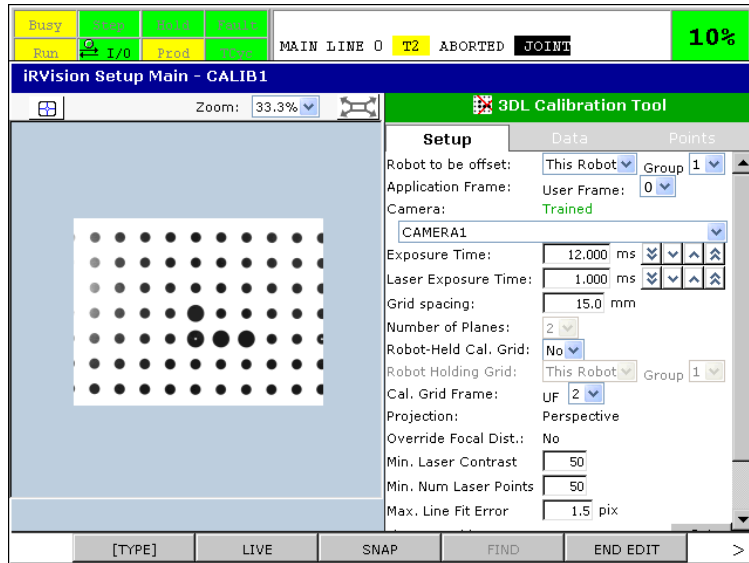 Busy Step Hold Fault
Run I/O Prod TCyc
MAIN LINE 0 T2 ABORTED JOINT
10%
iRVision Setup Main - CALIB1
Zoom: 33.3%
3DL Calibration Tool
Setup Data Points
Robot to be offset: This Robot Group 1
Application Frame: User Frame: 0
Camera: Trained
CAMERA1
Exposure Time: 12.000 ms
Laser Exposure Time: 1.000 ms
Grid spacing: 15.0 mm
Number of Planes: 2
Robot-Held Cal. Grid: No
Robot Holding Grid: This Robot Group 1
Cal. Grid Frame: UF 2
Projection: Perspective
Override Focal Dist.: No
Min. Laser Contrast 50
Min. Num Laser Points 50
Max. Line Fit Error 1.5 pix
[TYPE] LIVE SNAP FIND END EDIT >